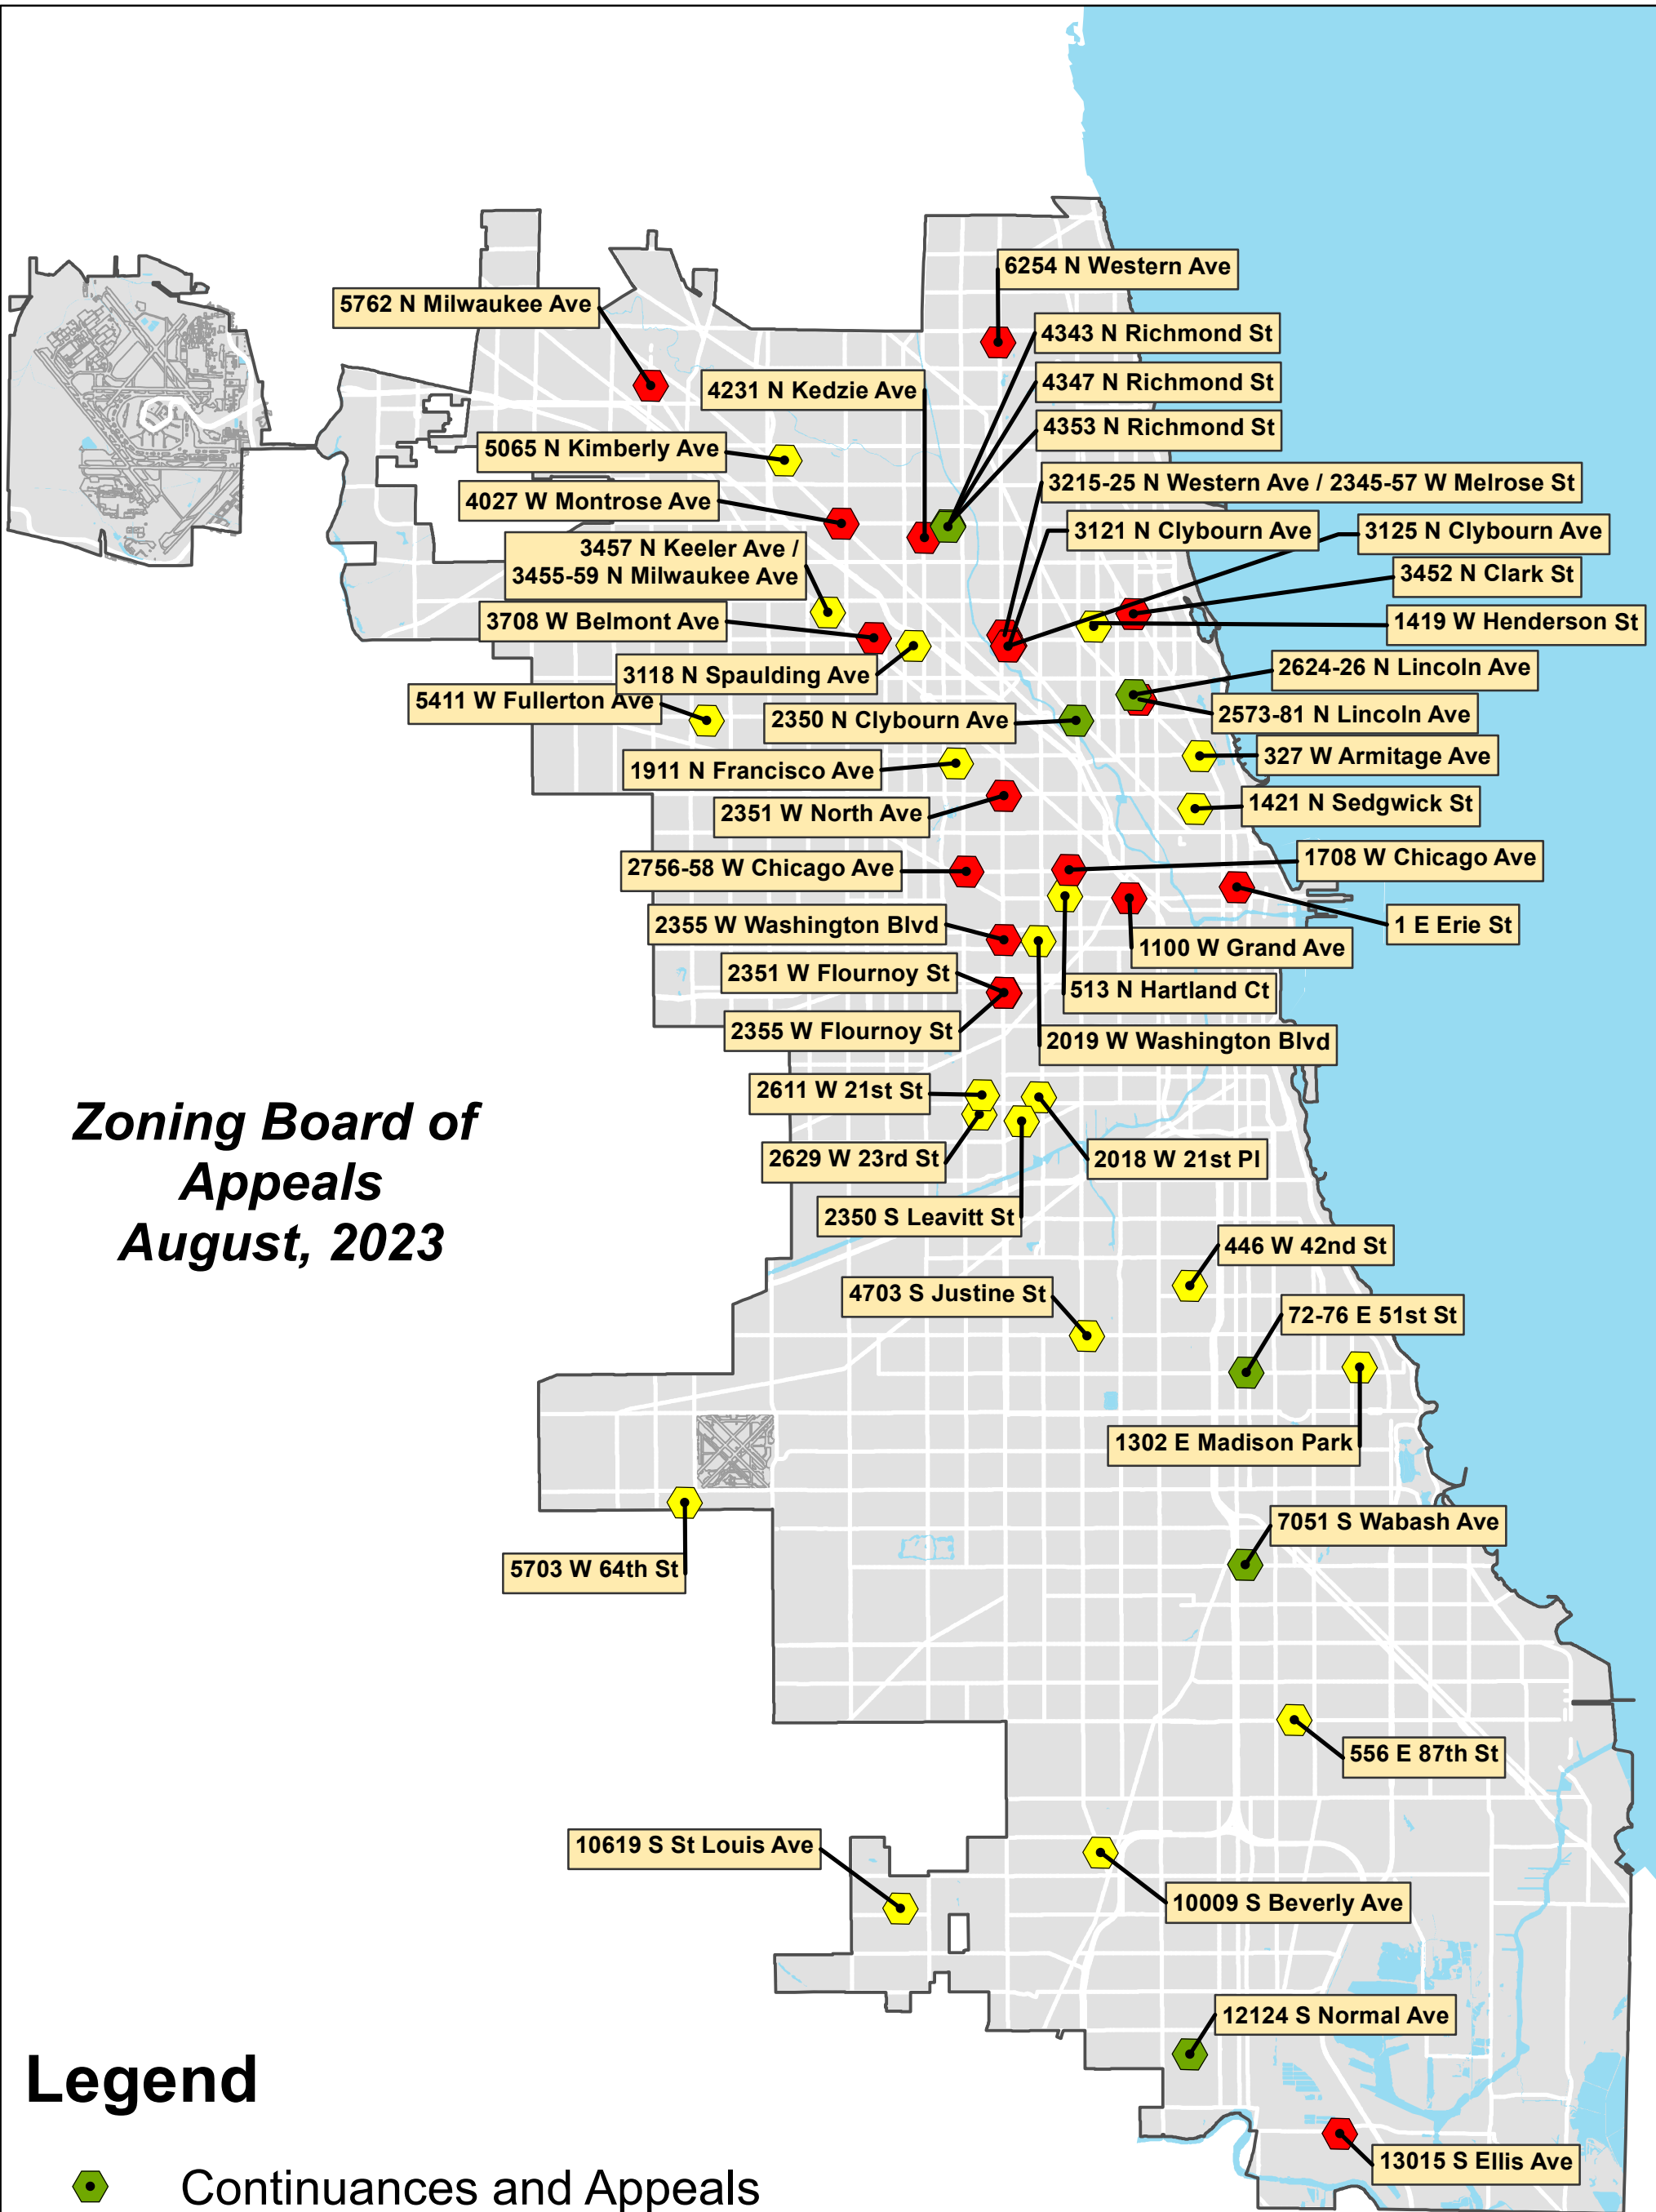 6254 N Western Ave
5762 N Milwaukee Ave
4343 N Richmond St
4231 N Kedzie Ave
4347 N Richmond St
4353 N Richmond St
5065 N Kimberly Ave
3215-25 N Western Ave / 2345-57 W Melrose St
4027 W Montrose Ave
3121 N Clybourn Ave
3125 N Clybourn Ave
3457 N Keeler Ave /
3455-59 N Milwaukee Ave
3452 N Clark St
3708 W Belmont Ave
1419 W Henderson St
3118 N Spaulding Ave
2624-26 N Lincoln Ave
5411 W Fullerton Ave
2350 N Clybourn Ave
2573-81 N Lincoln Ave
327 W Armitage Ave
1911 N Francisco Ave
1421 N Sedgwick St
2351 W North Ave
1708 W Chicago Ave
2756-58 W Chicago Ave
2355 W Washington Blvd
1 E Erie St
1100 W Grand Ave
2351 W Flournoy St
513 N Hartland Ct
2355 W Flournoy St
2019 W Washington Blvd
2611 W 21st St
Zoning Board of
Appeals
August, 2023
2629 W 23rd St
2018 W 21st Pl
2350 S Leavitt St
446 W 42nd St
4703 S Justine St
72-76 E 51st St
1302 E Madison Park
7051 S Wabash Ave
5703 W 64th St
556 E 87th St
10619 S St Louis Ave
10009 S Beverly Ave
12124 S Normal Ave
Legend
13015 S Ellis Ave
Continuances and Appeals